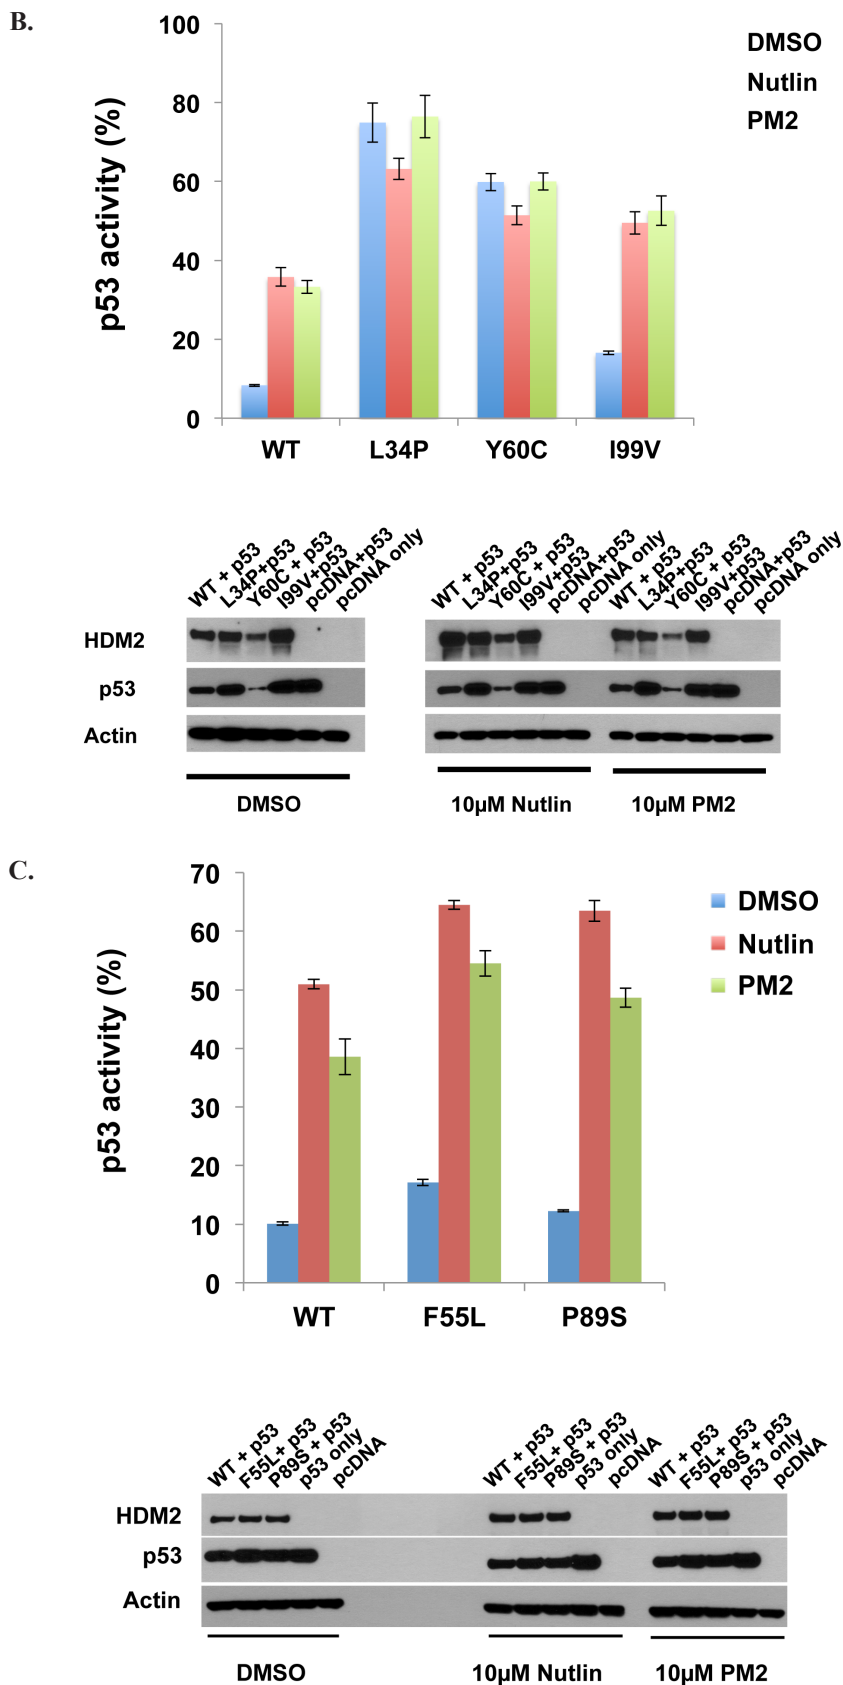 B.
100
80
60
40
20
0
p53 activity (%)
DMSO
Nutlin
PM2
WT L34P Y60C I99V
WT + p53 L34P+p53 Y60C + p53 I99V+p53 pcDNA+p53 pcDNA only WT + p53 L34P+p53 Y60C + p53 I99V+p53 pcDNA+p53 pcDNA only WT + p53 L34P+p53 Y60C + p53 I99V+p53 pcDNA+p53 pcDNA only
HDM2
p53
Actin
DMSO 10µM Nutlin 10µM PM2
C.
70
60
50
40
30
20
10
0
p53 activity (%)
DMSO
Nutlin
PM2
WT F55L P89S
WT + p53 F55L+ p53 P89S + p53 p53 only pcDNA WT + p53 F55L+ p53 P89S + p53 p53 only pcDNA WT + p53 F55L+ p53 P89S + p53 p53 only pcDNA
HDM2
p53
Actin
DMSO 10µM Nutlin 10µM PM2